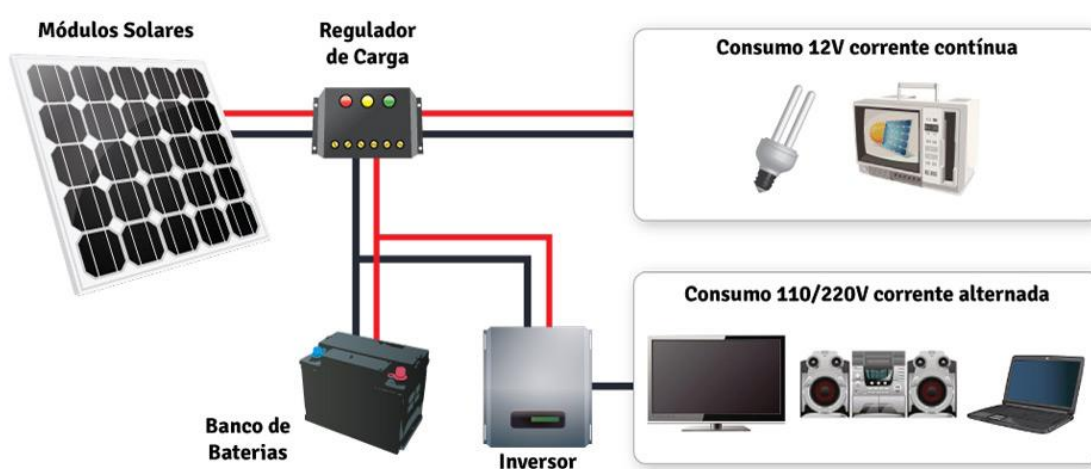 Módulos Solares
Regulador
de Carga
Consumo 12V corrente contínua
Consumo 110/220V corrente alternada
Banco de
Baterias
Inversor